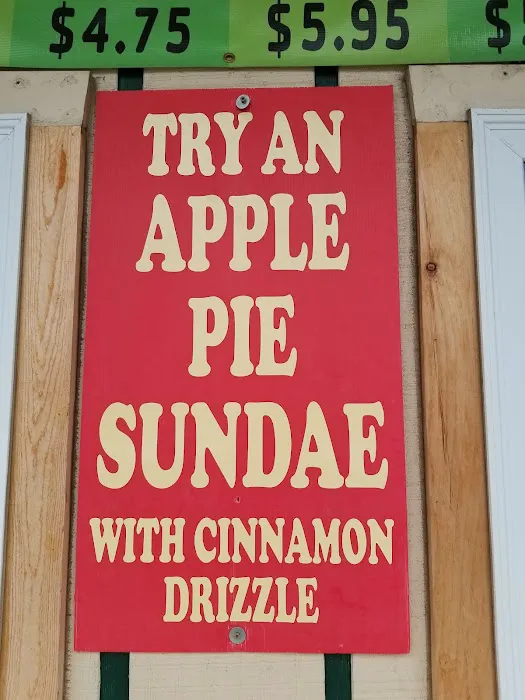 $4.75 $5.95 $
TRY AN
APPLE
PIE
SUNDAE
WITH CINNAMON
DRIZZLE